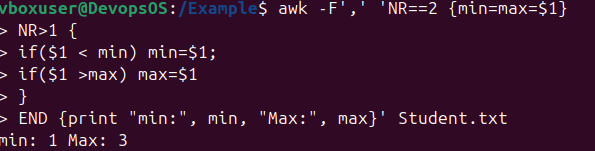 vboxuser@DevopsOS:/Example$ awk -F',' 'NR==2 {min=max=$1}
> NR>1 {
> if($1 < min) min=$1;
> if($1 >max) max=$1
> }
> END {print "min:", min, "Max:", max}' Student.txt
min: 1 Max: 3